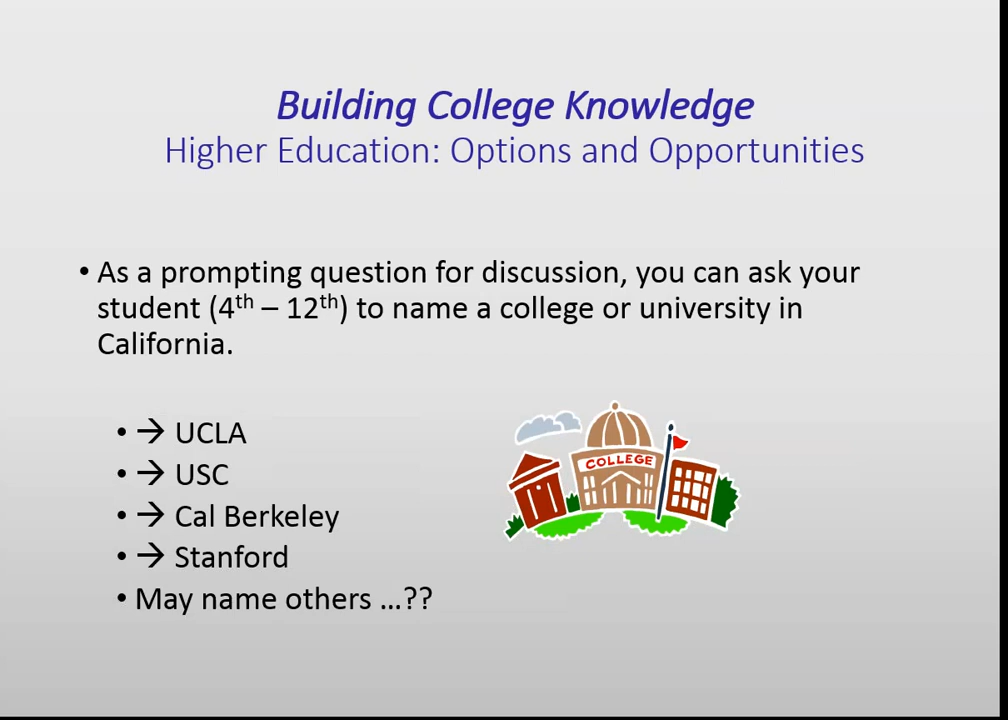 Building College Knowledge
Higher Education: Options and Opportunities
• As a prompting question for discussion, you can ask your
student (4th – 12th) to name a college or university in
California.
• → UCLA
• → USC
COLLEGE
• → Cal Berkeley
• → Stanford
• May name others …??